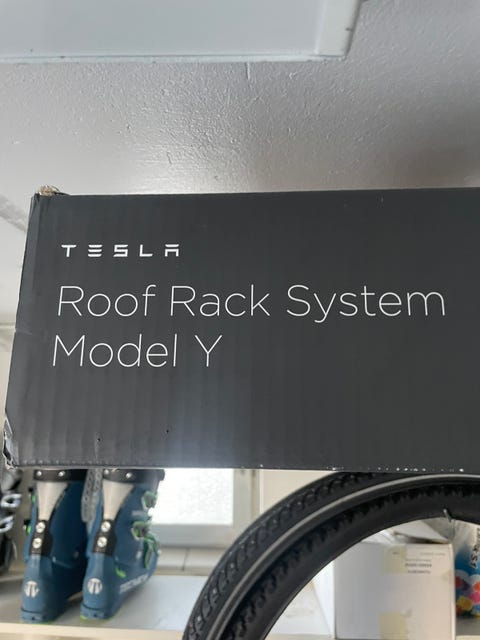 TESLA
Roof Rack System
Model Y